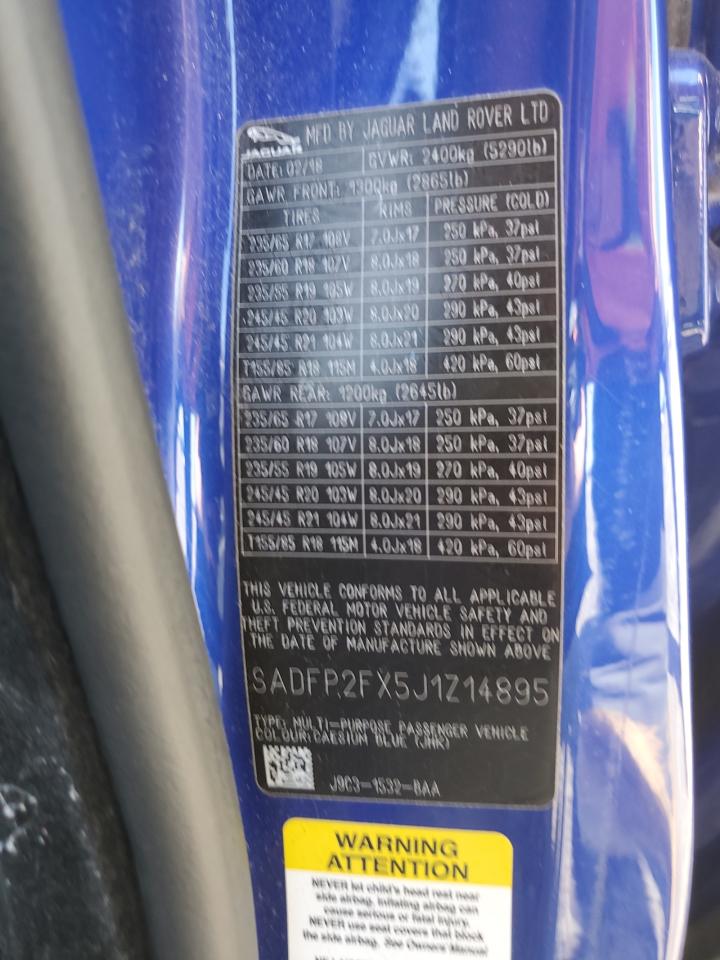 JAGUAR MFD BY JAGUAR LAND ROVER LTD
DATE: 02/18 GVWR: 2400kg (5290lb)
GAWR FRONT: 1300kg (2865lb)
TIRES RIMS PRESSURE (COLD)
235/65 R17 108V 7.0Jx17 250 kPa, 37psi
235/60 R18 107V 8.0Jx18 250 kPa, 37psi
235/55 R19 105W 8.0Jx19 270 kPa, 40psi
245/45 R20 103W 8.0Jx20 290 kPa, 43psi
245/45 R21 104W 8.0Jx21 290 kPa, 43psi
T155/85 R18 115M 4.0Jx18 420 kPa, 60psi
GAWR REAR: 1200kg (2645lb)
235/65 R17 108V 7.0Jx17 250 kPa, 37psi
235/60 R18 107V 8.0Jx18 250 kPa, 37psi
235/55 R19 105W 8.0Jx19 270 kPa, 40psi
245/45 R20 103W 8.0Jx20 290 kPa, 43psi
245/45 R21 104W 8.0Jx21 290 kPa, 43psi
T155/85 R18 115M 4.0Jx18 420 kPa, 60psi
THIS VEHICLE CONFORMS TO ALL APPLICABLE
U.S. FEDERAL MOTOR VEHICLE SAFETY AND
THEFT PREVENTION STANDARDS IN EFFECT ON
THE DATE OF MANUFACTURE SHOWN ABOVE
SADFP2FX5J1Z14895
TYPE: MULTI-PURPOSE PASSENGER VEHICLE
COLOUR:CAESIUM BLUE (JHK)
J9C3-1532-BAA
WARNING
ATTENTION
NEVER let child's head rest near
side airbag. Inflating airbag can
cause serious or fatal injury.
NEVER use seat covers that block
the side airbag. See Owners Manual